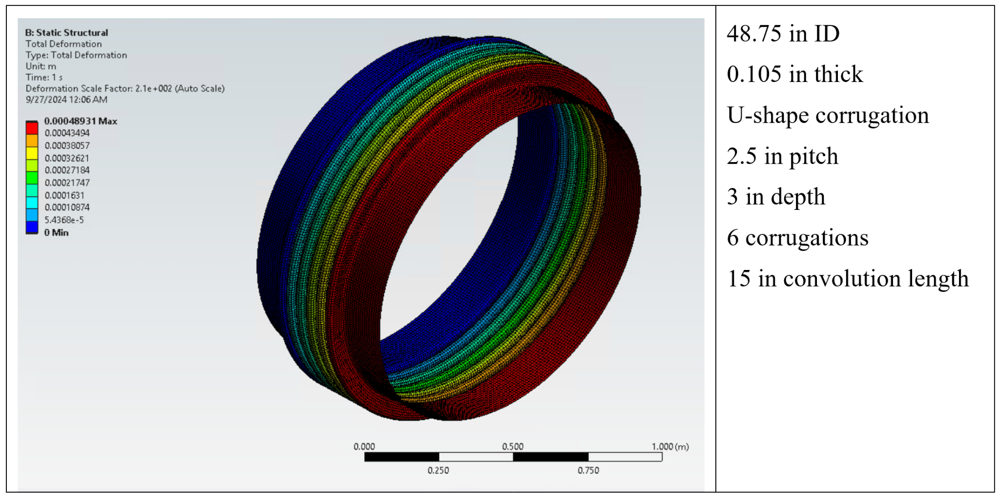 B: Static Structural
Total Deformation
Type: Total Deformation
Unit: m
Time: 1 s
Deformation Scale Factor: 2.1e+002 (Auto Scale)
9/27/2024 12:06 AM
0.00048931 Max
0.00043494
0.00038057
0.00032621
0.00027184
0.00021747
0.0001631
0.00010874
5.4368e-5
0 Min
0.000
0.500
1.000 (m)
0.250
0.750
48.75 in ID
0.105 in thick
U-shape corrugation
2.5 in pitch
3 in depth
6 corrugations
15 in convolution length